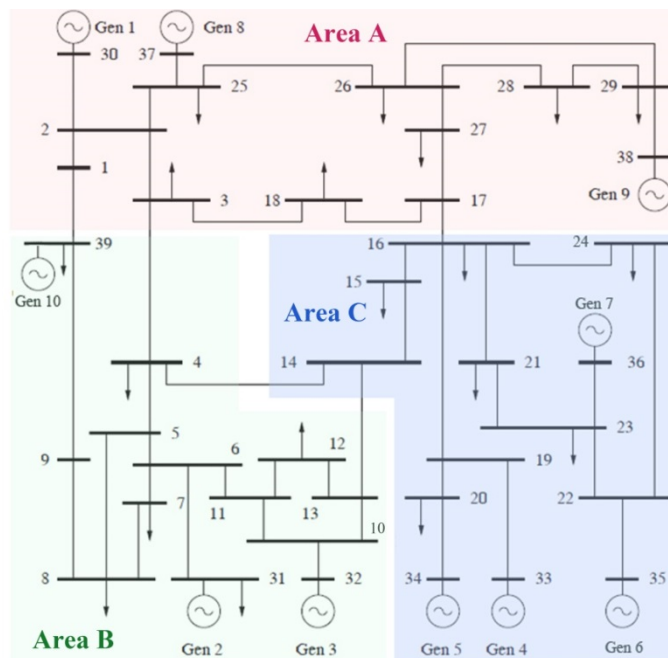 Gen 1 Gen 8 Area A
30 37
25 26 28 29
2 27
1 38
3 18 17 Gen 9
39 16 24
15
Gen 10 Area C Gen 7
4 14 21 36
5 6 12 23
9 19
7 11 13 20 22
10
8 31 32 34 33 35
Gen 2 Gen 3 Gen 5 Gen 4 Gen 6
Area B